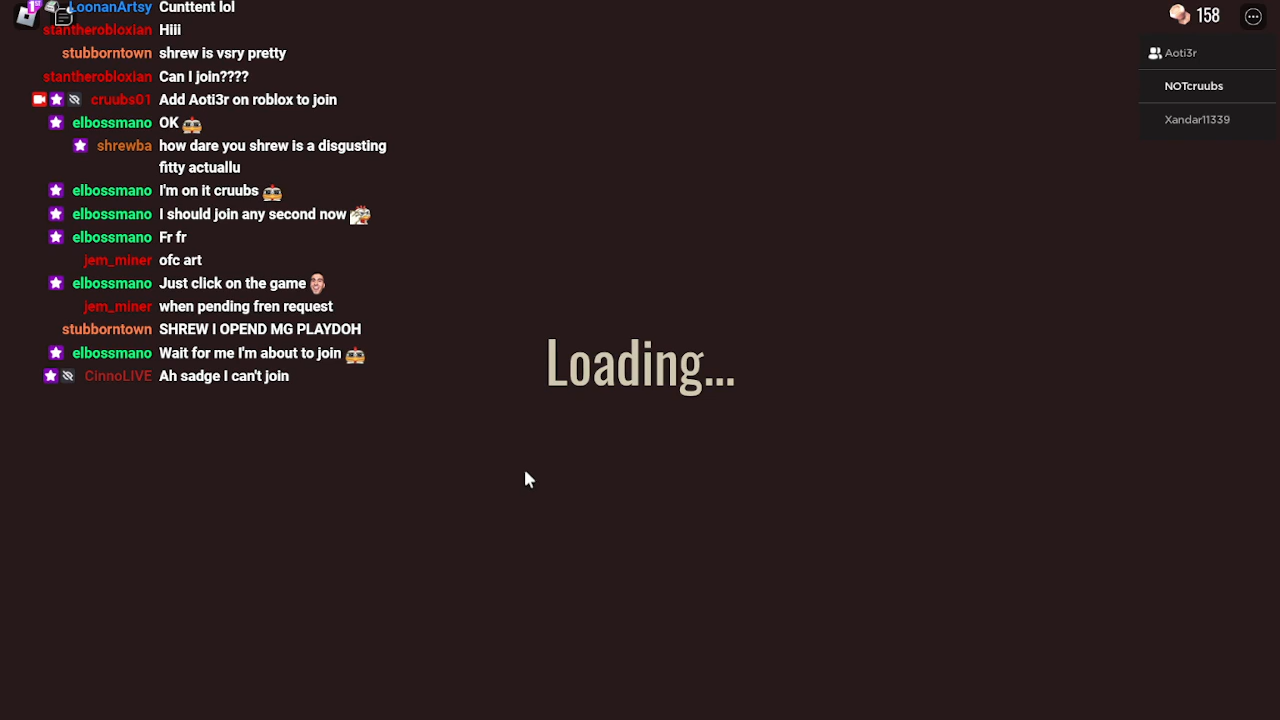 LoonanArtsy Cunttent lol
158
1st
stantherobloxian Hiii
stubborntown shrew is vsry pretty
Aoti3r
stantherobloxian Can I join????
NOTcruubs
cruubs01 Add Aoti3r on roblox to join
Xandar11339
elbossmano OK
shrewba how dare you shrew is a disgusting
fitty actuallu
elbossmano I'm on it cruubs
elbossmano I should join any second now
elbossmano Fr fr
jem_miner ofc art
elbossmano Just click on the game
jem_miner when pending fren request
stubborntown SHREW I OPEND MG PLAYDOH
elbossmano Wait for me I'm about to join
CinnoLIVE Ah sadge I can't join
Loading...